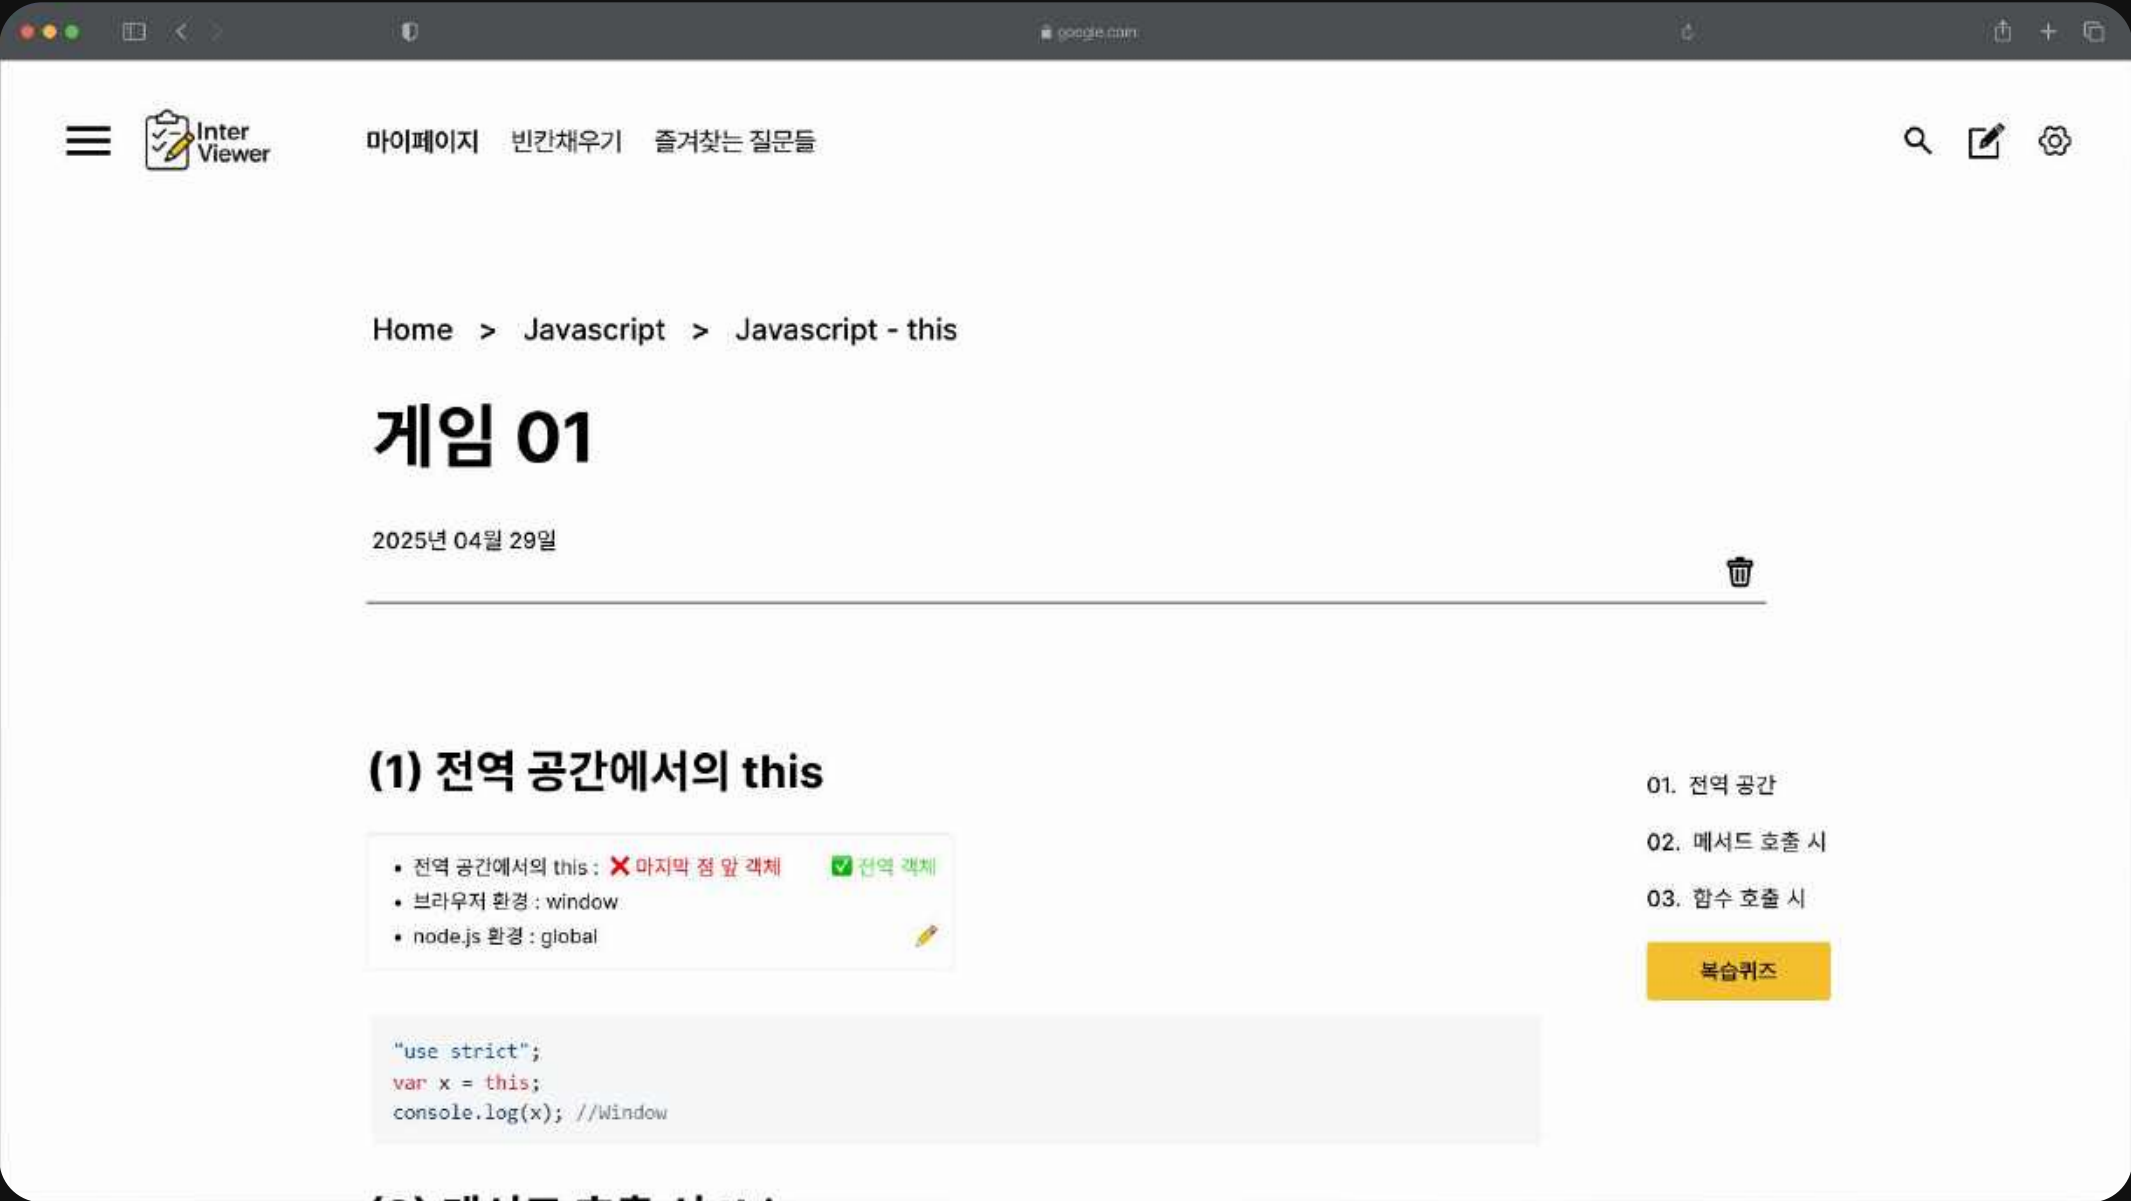 google.com
Inter
Viewer
마이페이지 빈칸채우기 즐겨찾는 질문들
Home > Javascript > Javascript - this
게임 01
2025년 04월 29일
(1) 전역 공간에서의 this
• 전역 공간에서의 this : ❌ 마지막 점 앞 객체 ✅ 전역 객체
• 브라우저 환경 : window
• node.js 환경 : global
"use strict";
var x = this;
console.log(x); //Window
01. 전역 공간
02. 메서드 호출 시
03. 함수 호출 시
복습퀴즈